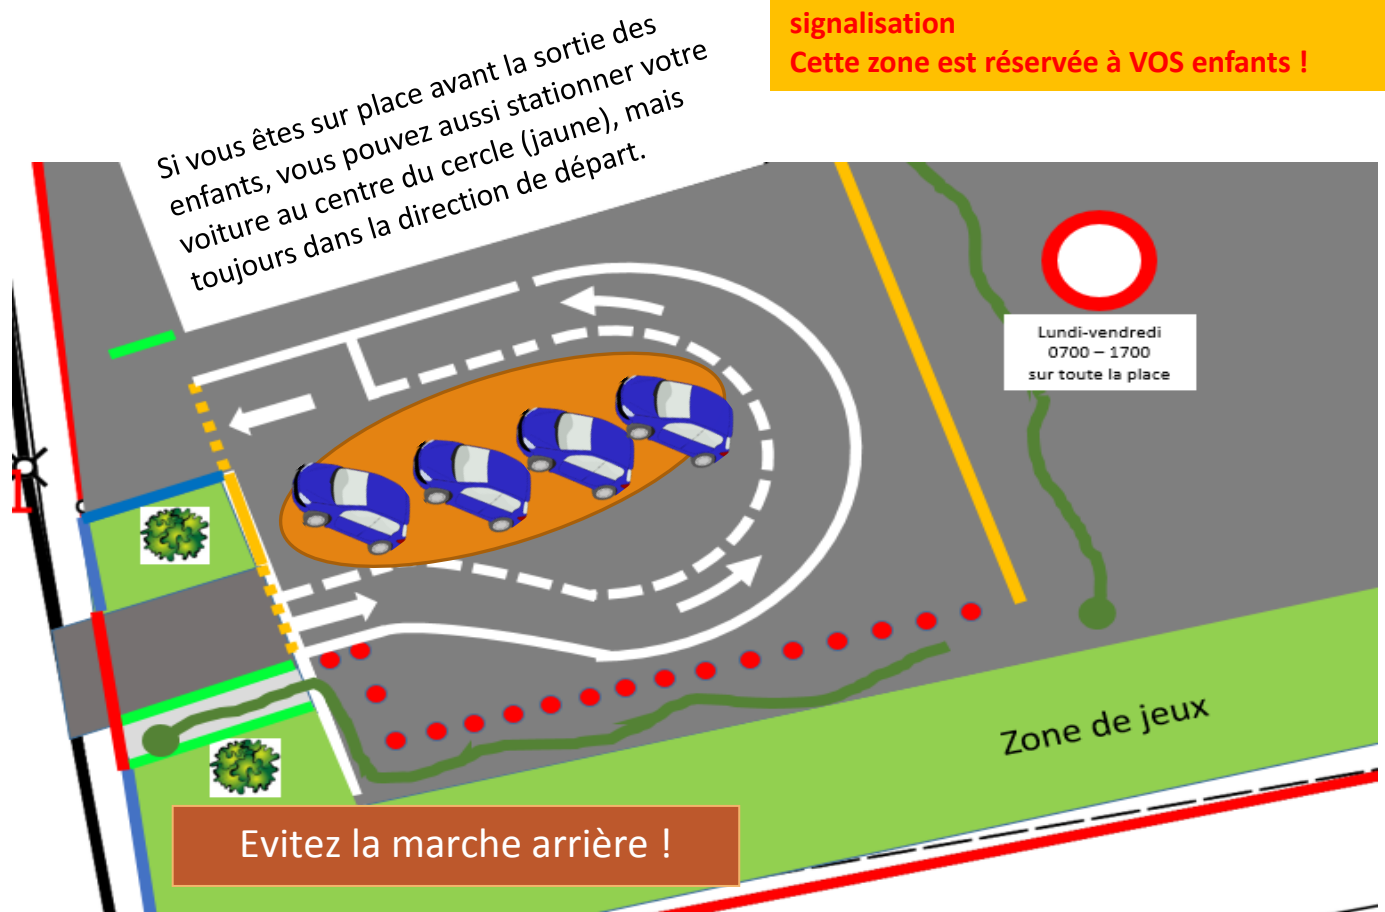 signalisation
Cette zone est réservée à VOS enfants !
Si vous êtes sur place avant la sortie des
enfants, vous pouvez aussi stationner votre
voiture au centre du cercle (jaune), mais
toujours dans la direction de départ.
Lundi-vendredi
0700 – 1700
sur toute la place
1
Zone de jeux
Evitez la marche arrière !